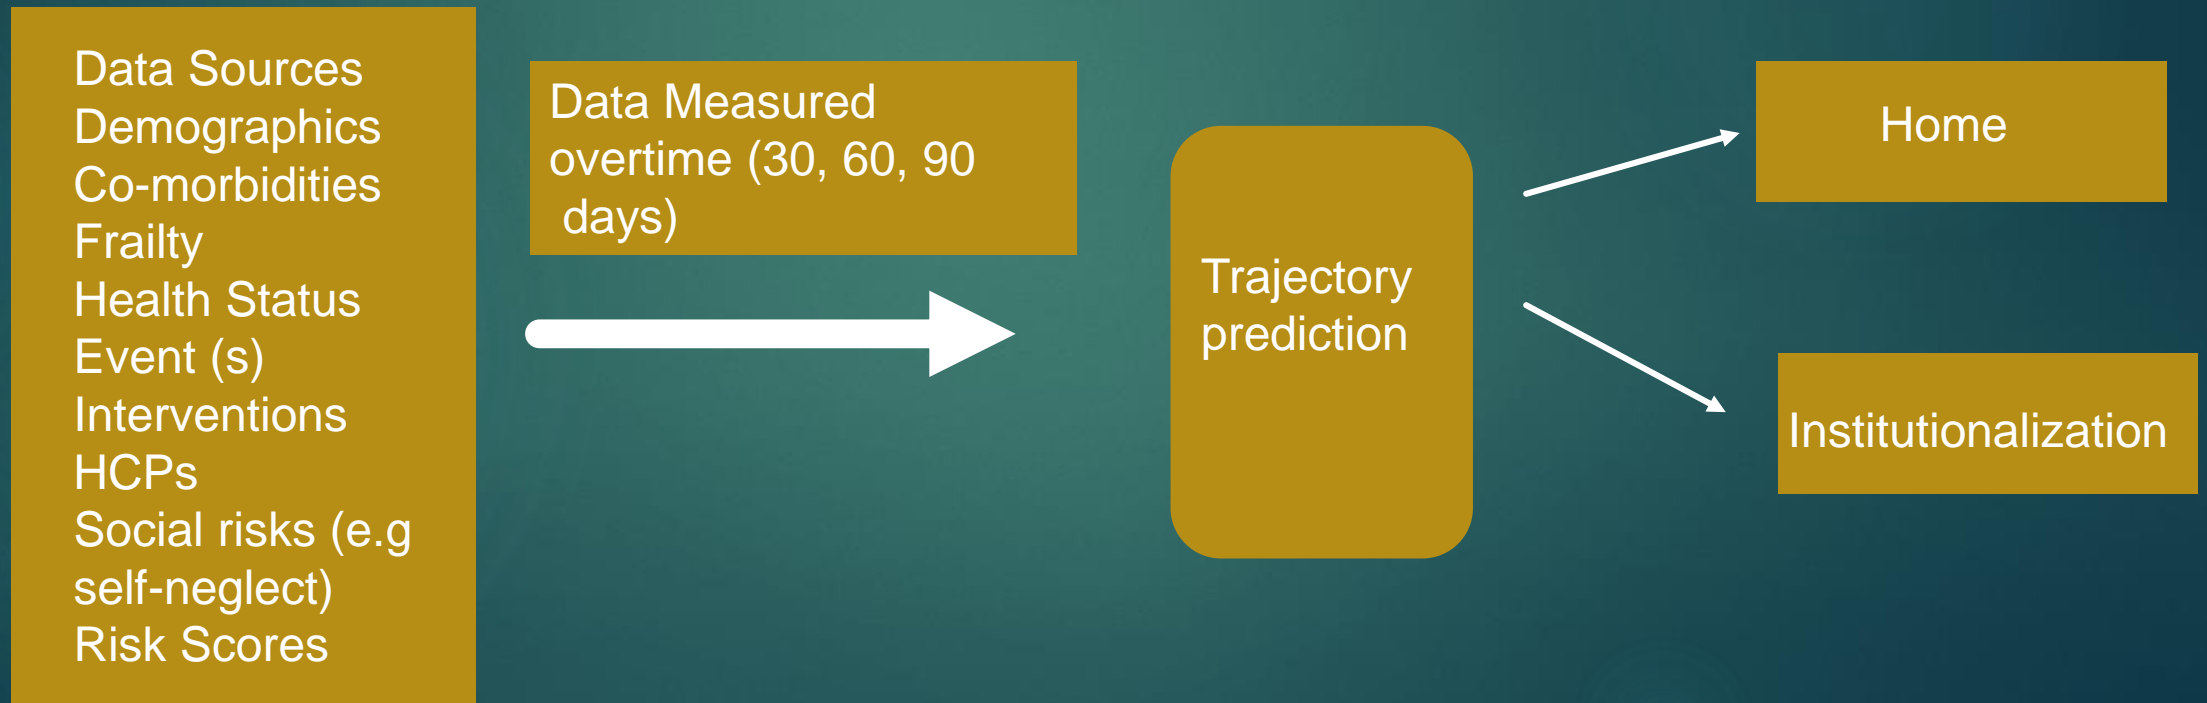 Data Sources
Demographics
Co-morbidities
Frailty
Health Status
Event (s)
Interventions
HCPs
Social risks (e.g
self-neglect)
Risk Scores
Data Measured
overtime (30, 60, 90
days)
Trajectory
prediction
Home
Institutionalization